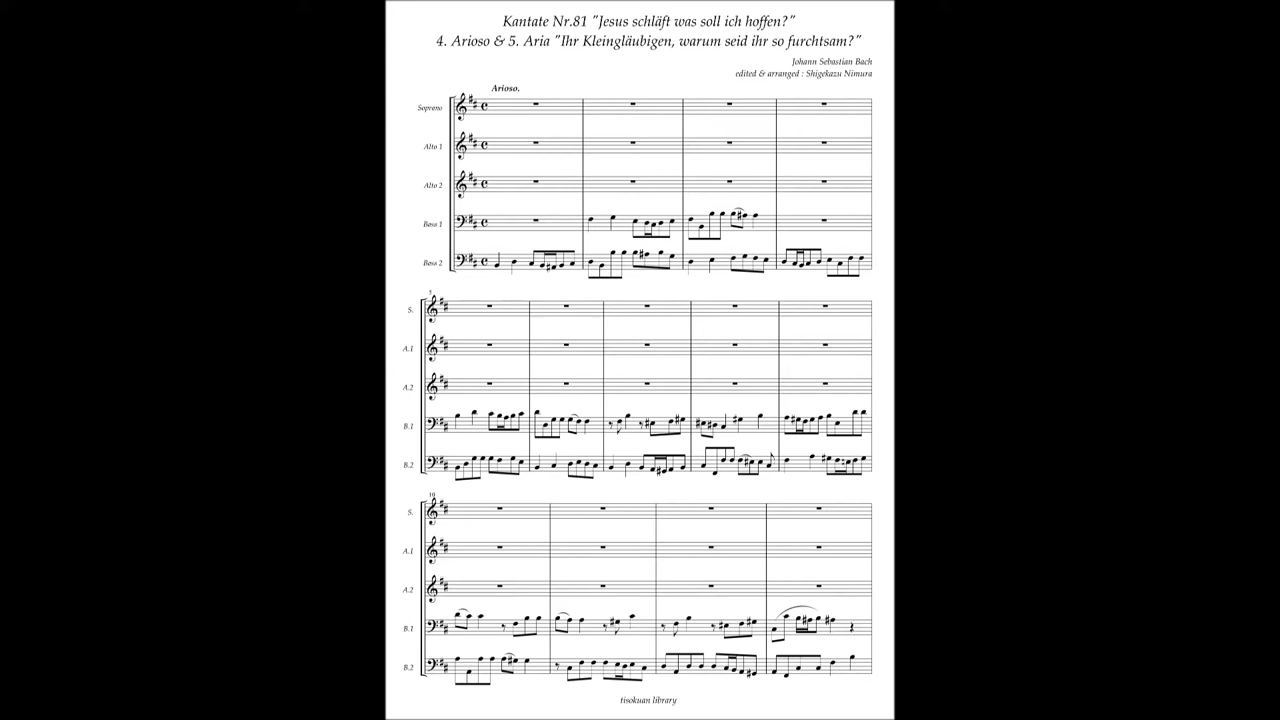 Kantate Nr.81 "Jesus schläft was soll ich hoffen?"
4. Arioso & 5. Aria "Ihr Kleingläubigen, warum seid ihr so furchtsam?"
Johann Sebastian Bach
edited & arranged : Shigekazu Nimura
Arioso.
Soprano
Alto 1
Alto 2
Bass 1
Bass 2
5
S.
A.1
A.2
B.1
B.2
10
S.
A.1
A.2
B.1
B.2
tisokuan library